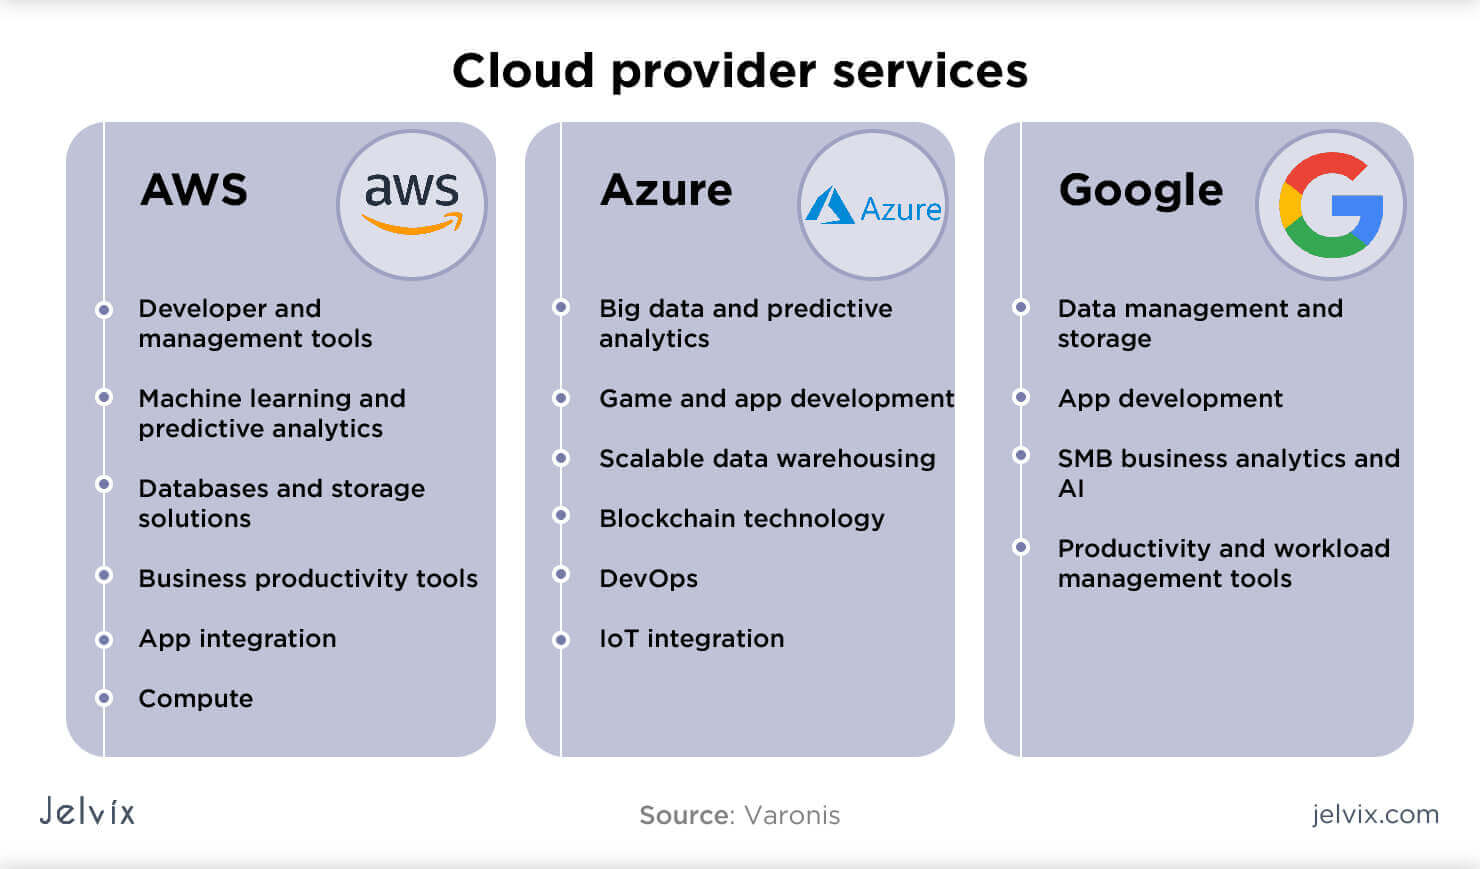 Cloud provider services
AWS
aws
Developer and
management tools
Machine learning and
predictive analytics
Databases and storage
solutions
Business productivity tools
App integration
Compute
Azure
Azure
Big data and predictive
analytics
Game and app development
Scalable data warehousing
Blockchain technology
DevOps
IoT integration
Google
G
Data management and
storage
App development
SMB business analytics and
AI
Productivity and workload
management tools
Jelvix
Source: Varonis
jelvix.com